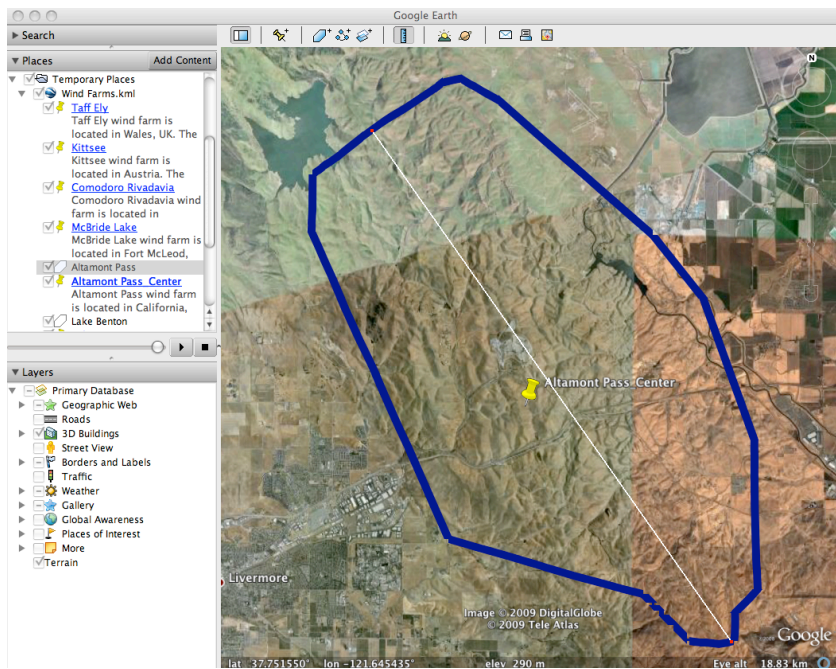 Google Earth
Search
Places
Add Content
Temporary Places
Wind Farms.kml
Taff Ely
Taff Ely wind farm is
located in Wales, UK. The
Kittsee
Kittsee wind farm is
located in Austria. The
Comodoro Rivadavia
Comodoro Rivadavia wind
farm is located in
McBride Lake
McBride Lake wind farm is
located in Fort McLeod,
Altamont Pass
Altamont Pass_Center
Altamont Pass wind farm
is located in California,
Lake Benton
Layers
Primary Database
Geographic Web
Roads
3D Buildings
Street View
Borders and Labels
Traffic
Weather
Gallery
Global Awareness
Places of Interest
More
Terrain
N
Altamont Pass_Center
Livermore
Image © 2009 DigitalGlobe
© 2009 Tele Atlas
Google
lat 37.751550° lon -121.645435° elev 290 m Eye alt 18.83 km